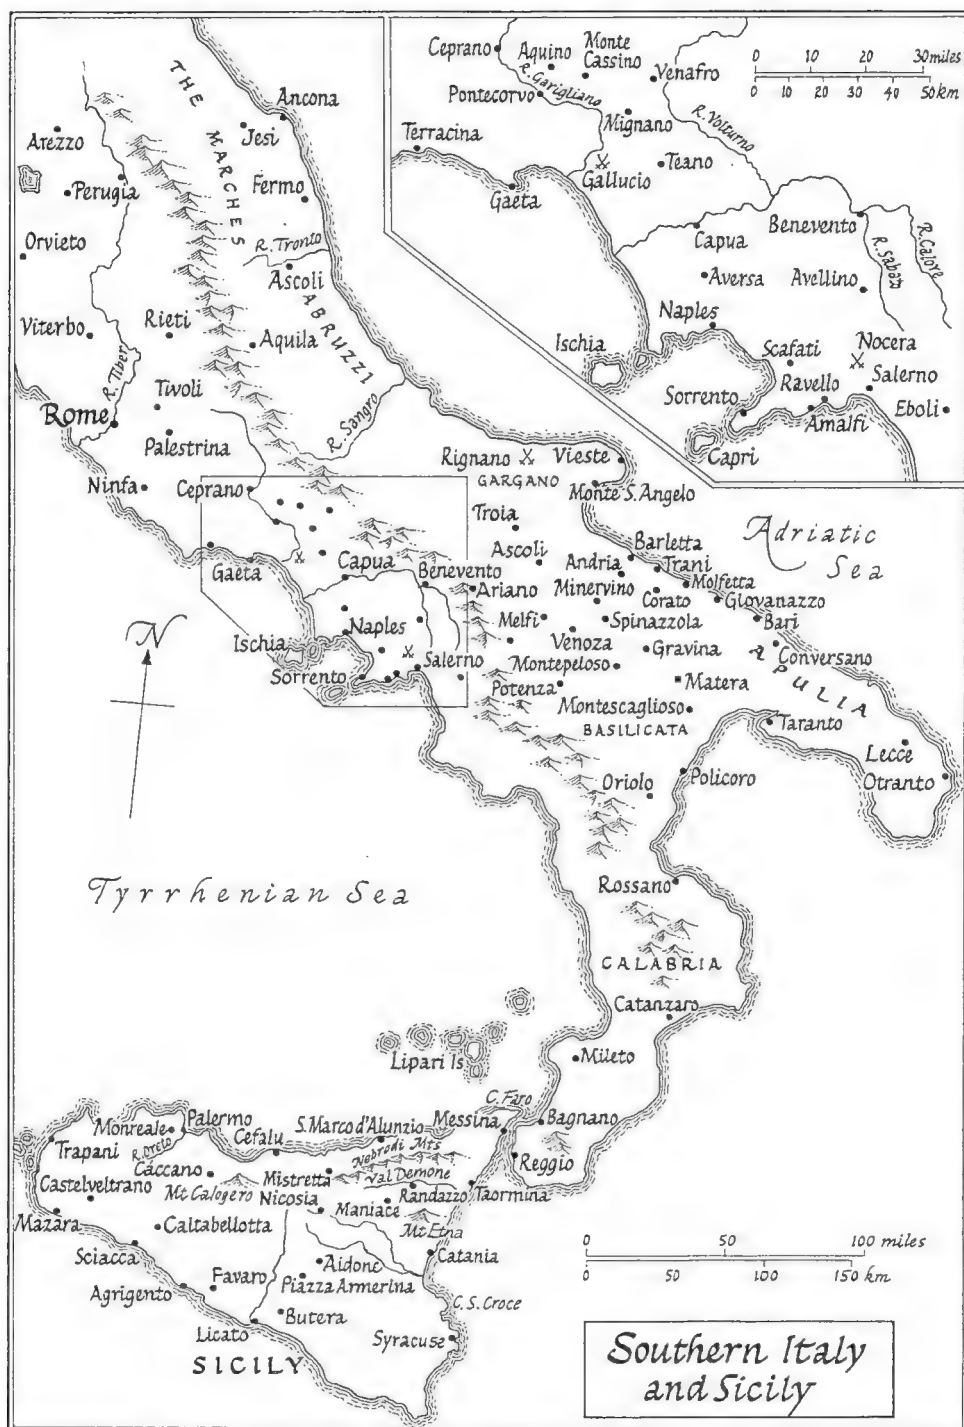 THE MARCHES
Ancona
Jesi
Arezzo
Perugia
Fermo
Orvieto
R. Tronto
Ascoli
ABRUZZI
Viterbo
Rieti
Aquila
R. Tiber
Tivoli
Rome
R. Sangro
Palestrina
Ninfa
Ceprano
Gaeta
Capua
Benevento
Ischia
Naples
Sorrento
Salerno
Ceprano
Aquino
Monte
Cassino
Venafro
0 10 20 30 miles
0 10 20 30 40 50 km
Pontecorvo
R. Garigliano
Mignano
R. Volturno
Terracina
Teano
Gallucio
Gaeta
Benevento
Capua
R. Sabato
R. Calore
Aversa
Avellino
Naples
Ischia
Scafati
Nocera
Ravello
Salerno
Sorrento
Amalfi
Eboli
Capri
Rignano
Vieste
GARGANO
Monte S. Angelo
Troia
Adriatic
Sea
Ascoli
Barletta
Andria
Trani
Ariano
Minervino
Molfetta
Corato
Giovanazzo
Melfi
Spinazzola
Bari
Venoza
Gravina
Conversano
Montepeloso
APULIA
Potenza
Matera
Montescaglioso
BASILICATA
Taranto
Lecce
Otranto
Oriolo
Policoro
N
Tyrrhenian Sea
Rossano
CALABRIA
Catanzaro
Lipari Is
Mileto
C. Faro
Messina
Bagnano
Reggio
Monreale
Palermo
Cefalu
S. Marco d'Alunzio
Trapani
R. Oreto
Nebrodi Mts
Caccano
Mistretta
Val Demone
Castelveltrano
Mt Calogero
Nicosia
Randazzo
Taormina
Maniace
Mazara
Caltabellotta
Mt Etna
Sciacca
Catania
Aidone
Favaro
Piazza Armerina
Agrigento
C. S. Croce
Butera
Licato
Syracuse
SICILY
0 50 100 miles
0 50 100 150 km
Southern Italy
and Sicily